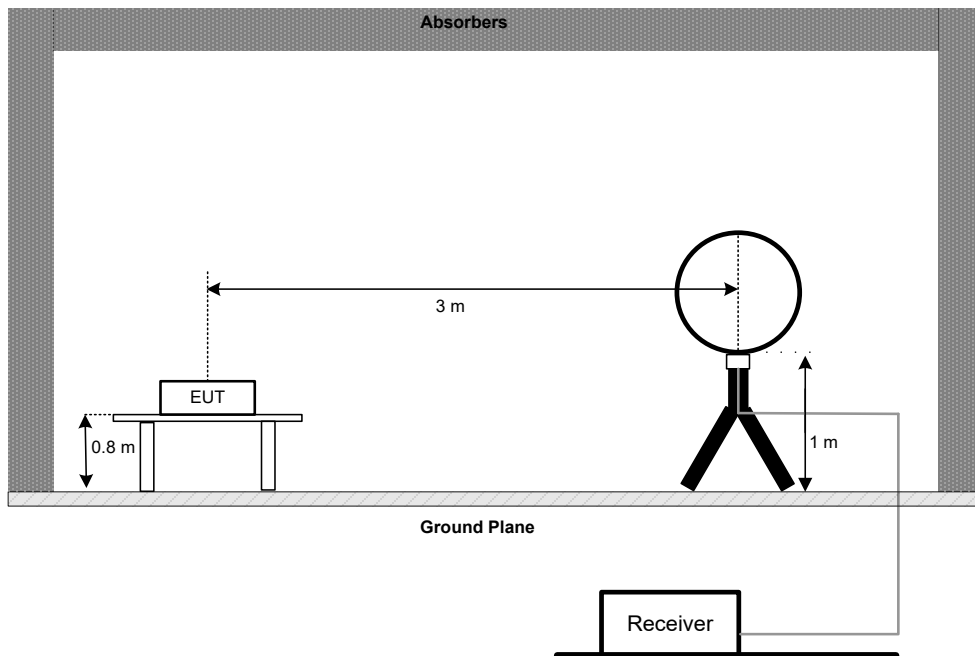 Absorbers
3 m
EUT
0.8 m
1 m
Ground Plane
Receiver